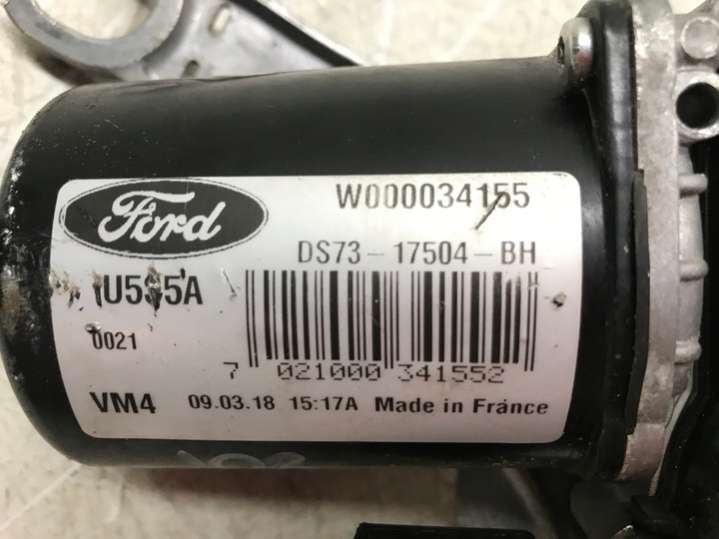 Ford
W000034155
DS73-17504-BH
0021
7 021000 341552
VM4 09.03.18 15:17A Made in France